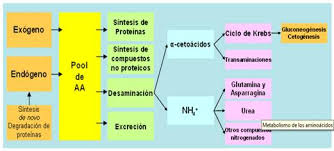 Exógeno
Endógeno
Síntesis
de novo
Degradación de
proteínas
Pool
de
AA
Síntesis de
Proteínas
Síntesis de
compuestos
no proteicos
Desaminación
Excreción
α-cetoácidos
NH₄⁺
Ciclo de Krebs
Transaminaciones
Gluconeogénesis
Cetogénesis
Glutamina y
Asparragina
Urea
Otros compuestos
nitrogenados
Metabolismo de los aminoácidos